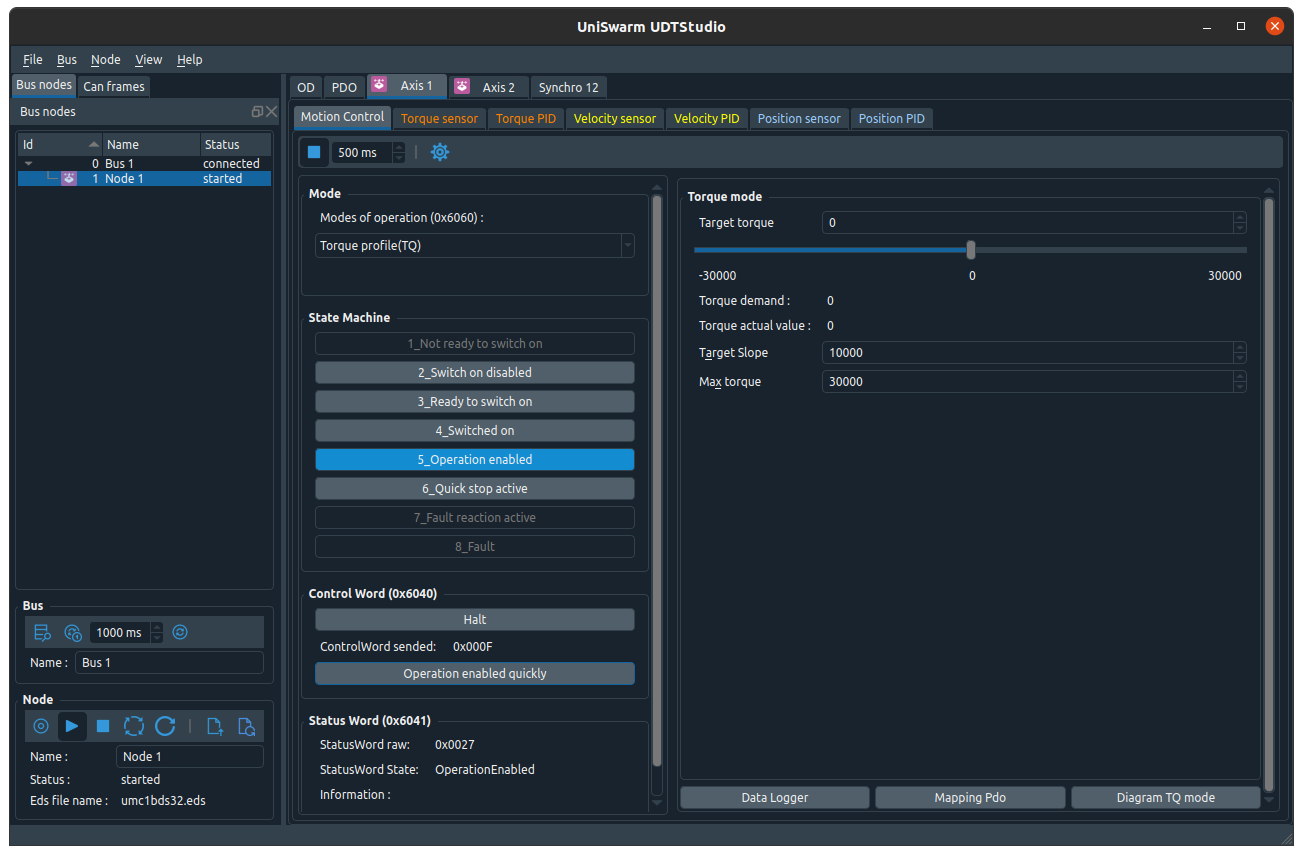 UniSwarm UDTStudio
File Bus Node View Help
Bus nodes Can frames
Bus nodes
Id Name Status
0 Bus 1 connected
1 Node 1 started
Bus
1000 ms
Name : Bus 1
Node
Name : Node 1
Status : started
Eds file name : umc1bds32.eds
OD PDO Axis 1 Axis 2 Synchro 12
Motion Control Torque sensor Torque PID Velocity sensor Velocity PID Position sensor Position PID
500 ms
Mode
Modes of operation (0x6060) :
Torque profile(TQ)
State Machine
1_Not ready to switch on
2_Switch on disabled
3_Ready to switch on
4_Switched on
5_Operation enabled
6_Quick stop active
7_Fault reaction active
8_Fault
Control Word (0x6040)
Halt
ControlWord sended: 0x000F
Operation enabled quickly
Status Word (0x6041)
StatusWord raw: 0x0027
StatusWord State: OperationEnabled
Information :
Torque mode
Target torque 0
-30000 0 30000
Torque demand : 0
Torque actual value : 0
Target Slope 10000
Max torque 30000
Data Logger Mapping Pdo Diagram TQ mode